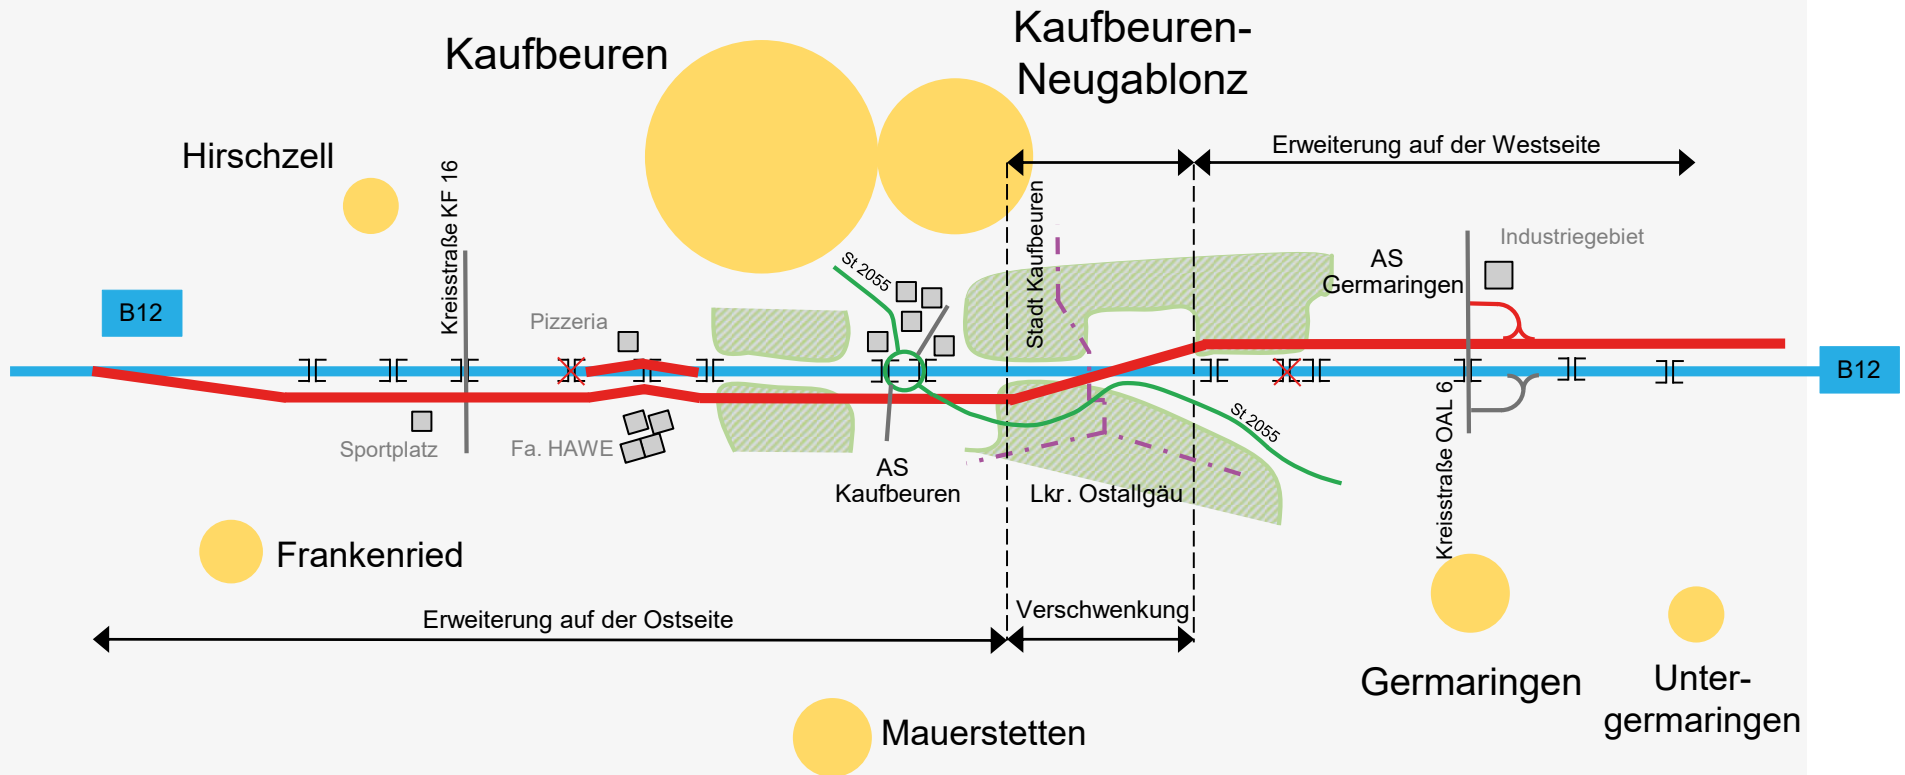 Kaufbeuren-
Neugablonz
Kaufbeuren
Hirschzell
Erweiterung auf der Westseite
Kreisstraße KF 16
Stadt Kaufbeuren
St 2055
AS
Germaringen
Industriegebiet
B12
Pizzeria
B12
Sportplatz
Fa. HAWE
AS
Kaufbeuren
Lkr. Ostallgäu
St 2055
Kreisstraße OAL 6
Frankenried
Erweiterung auf der Ostseite
Verschwenkung
Germaringen
Unter-
germaringen
Mauerstetten